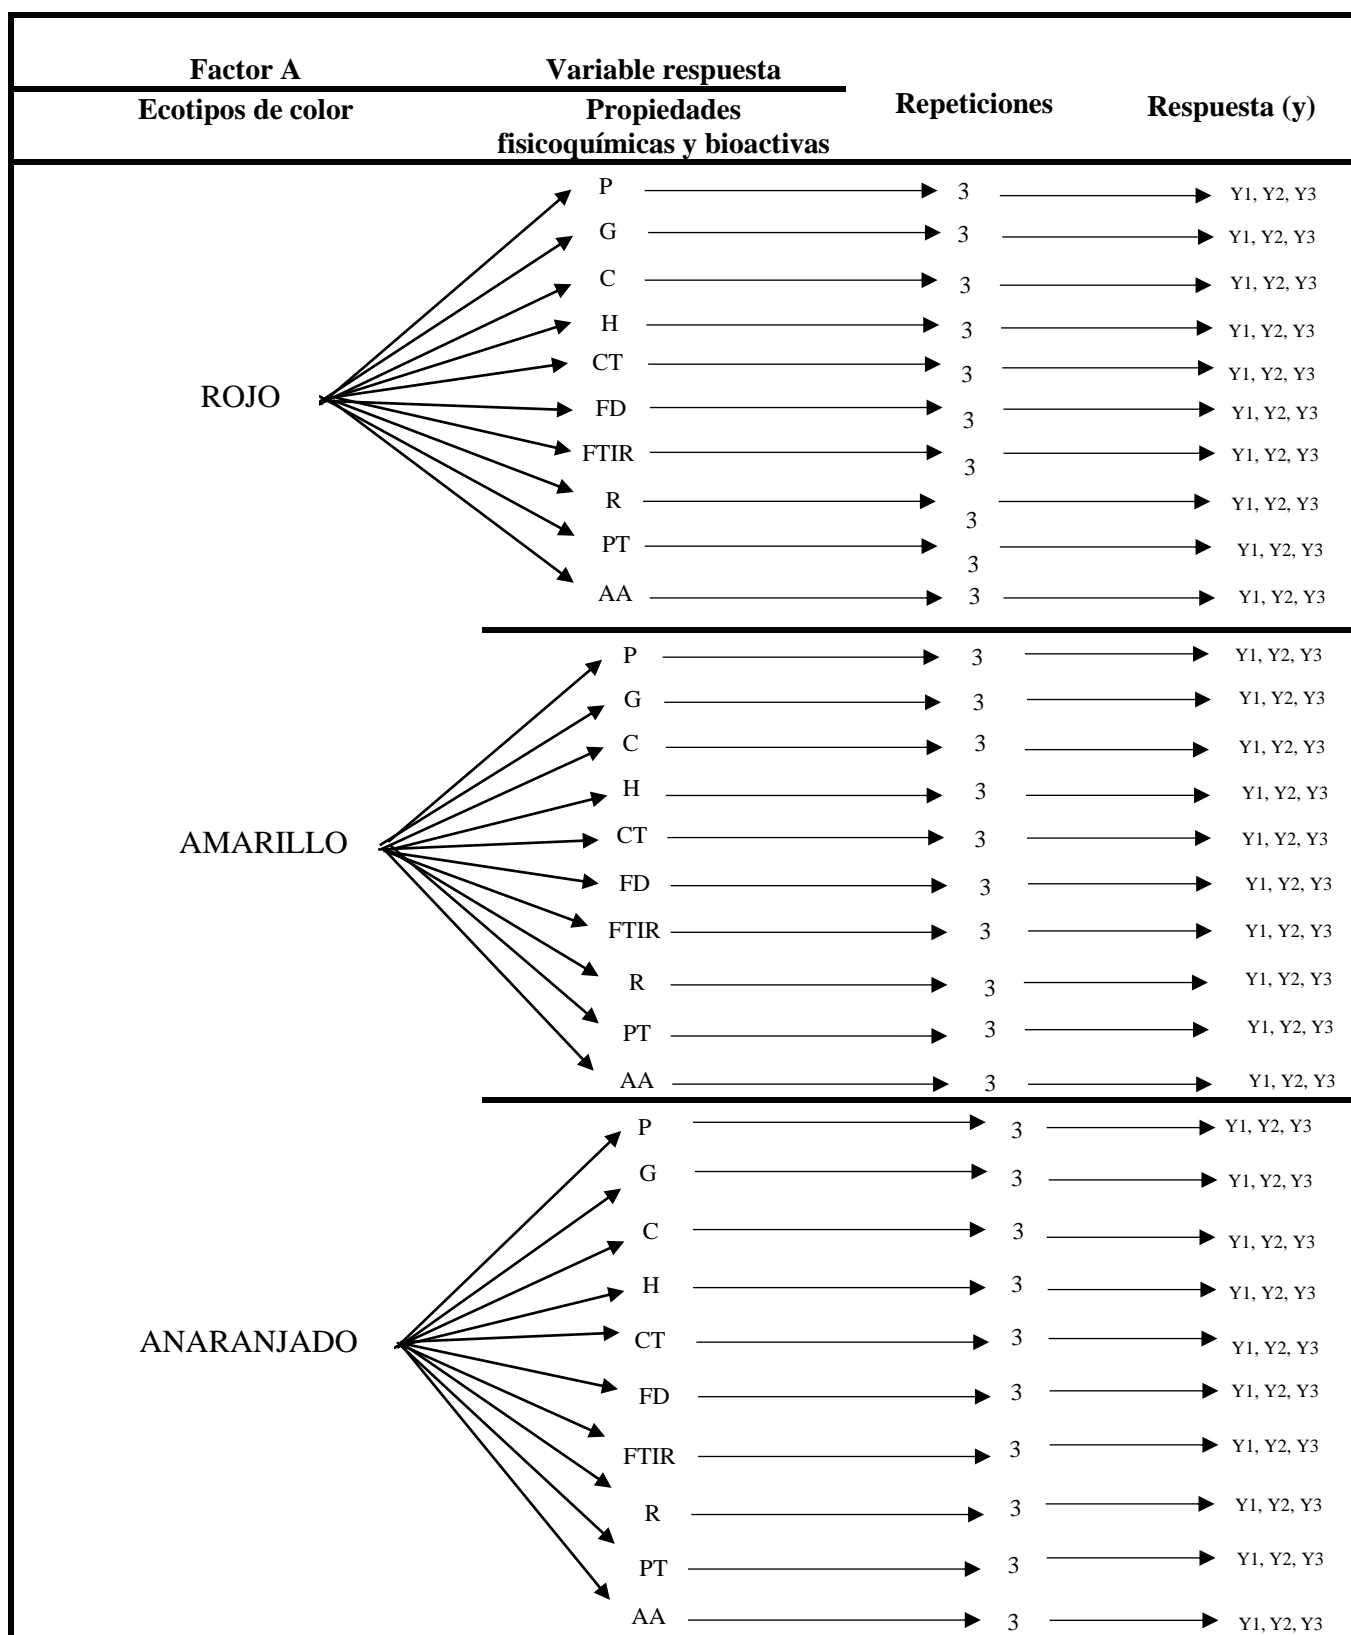 Factor A Variable respuesta
Ecotipos de color Propiedades fisicoquímicas y bioactivas Repeticiones Respuesta (y)
P 3 Y1, Y2, Y3
G 3 Y1, Y2, Y3
C 3 Y1, Y2, Y3
H 3 Y1, Y2, Y3
CT 3 Y1, Y2, Y3
ROJO
FD 3 Y1, Y2, Y3
FTIR 3 Y1, Y2, Y3
R 3 Y1, Y2, Y3
PT 3 Y1, Y2, Y3
AA 3 Y1, Y2, Y3
P 3 Y1, Y2, Y3
G 3 Y1, Y2, Y3
C 3 Y1, Y2, Y3
H 3 Y1, Y2, Y3
CT 3 Y1, Y2, Y3
AMARILLO
FD 3 Y1, Y2, Y3
FTIR 3 Y1, Y2, Y3
R 3 Y1, Y2, Y3
PT 3 Y1, Y2, Y3
AA 3 Y1, Y2, Y3
P 3 Y1, Y2, Y3
G 3 Y1, Y2, Y3
C 3 Y1, Y2, Y3
H 3 Y1, Y2, Y3
ANARANJADO CT 3 Y1, Y2, Y3
FD 3 Y1, Y2, Y3
FTIR 3 Y1, Y2, Y3
R 3 Y1, Y2, Y3
PT 3 Y1, Y2, Y3
AA 3 Y1, Y2, Y3